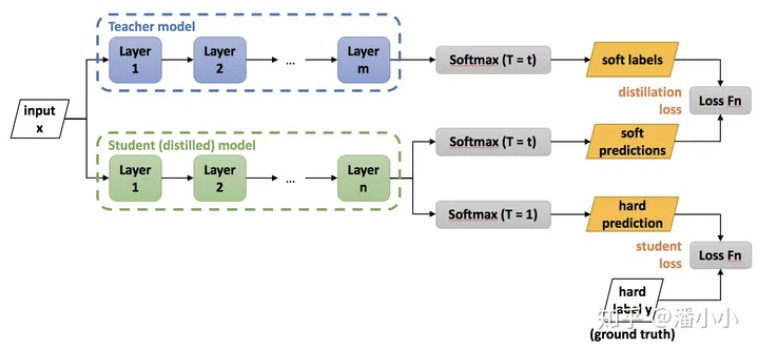 Teacher model
Layer
1
Layer
2
...
Layer
m
Softmax (T = t)
soft labels
distillation
loss
Loss Fn
input
x
Student (distilled) model
Layer
1
Layer
2
...
Layer
n
Softmax (T = t)
soft
predictions
Softmax (T = 1)
hard
prediction
student
loss
Loss Fn
hard
label y
(ground truth)
知乎 @潘小小